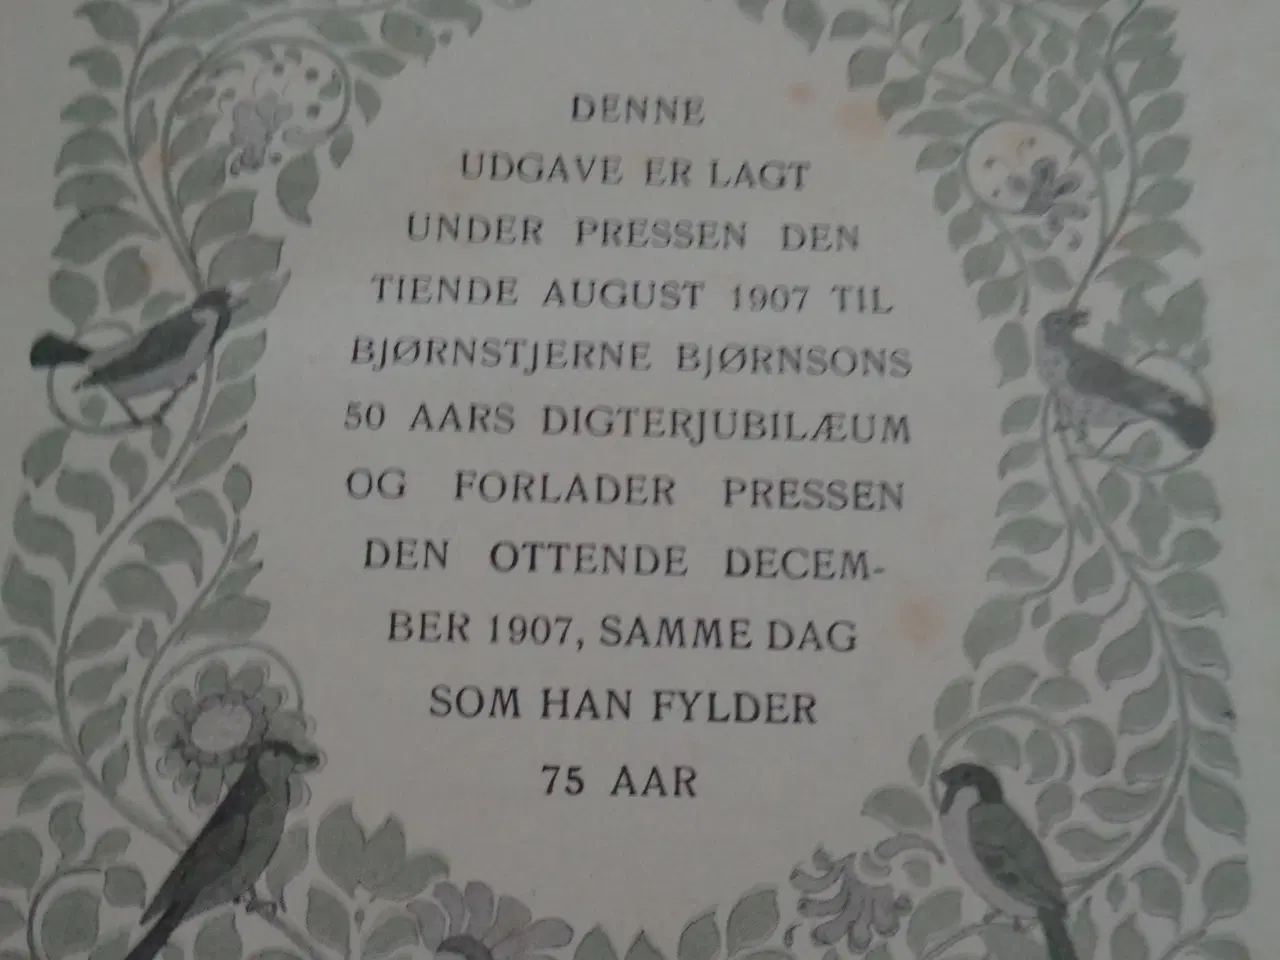 DENNE
UDGAVE ER LAGT
UNDER PRESSEN DEN
TIENDE AUGUST 1907 TIL
BJØRNSTJERNE BJØRNSONS
50 AARS DIGTERJUBILÆUM
OG FORLADER PRESSEN
DEN OTTENDE DECEM-
BER 1907, SAMME DAG
SOM HAN FYLDER
75 AAR